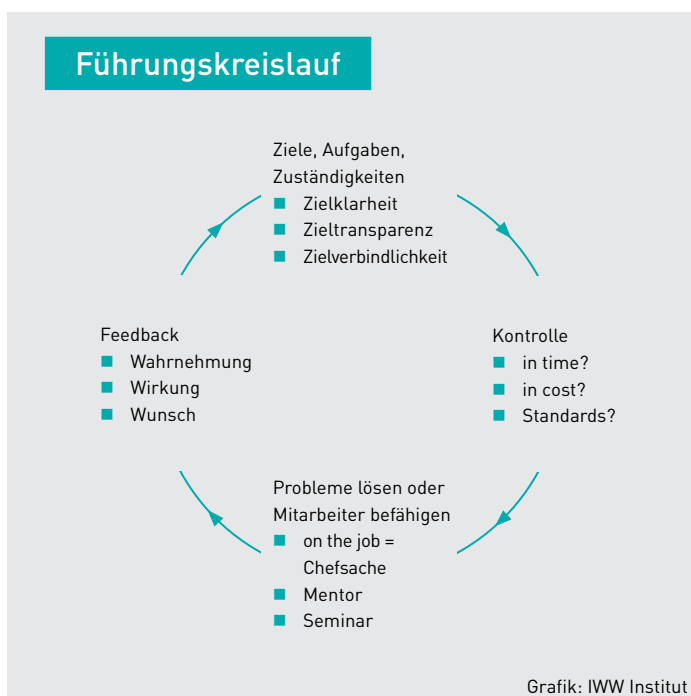 Führungskreislauf
Ziele, Aufgaben,
Zuständigkeiten
Zielklarheit
Zieltransparenz
Zielverbindlichkeit
Feedback
Wahrnehmung
Wirkung
Wunsch
Kontrolle
in time?
in cost?
Standards?
Probleme lösen oder
Mitarbeiter befähigen
on the job =
Chefsache
Mentor
Seminar
Grafik: IWW Institut